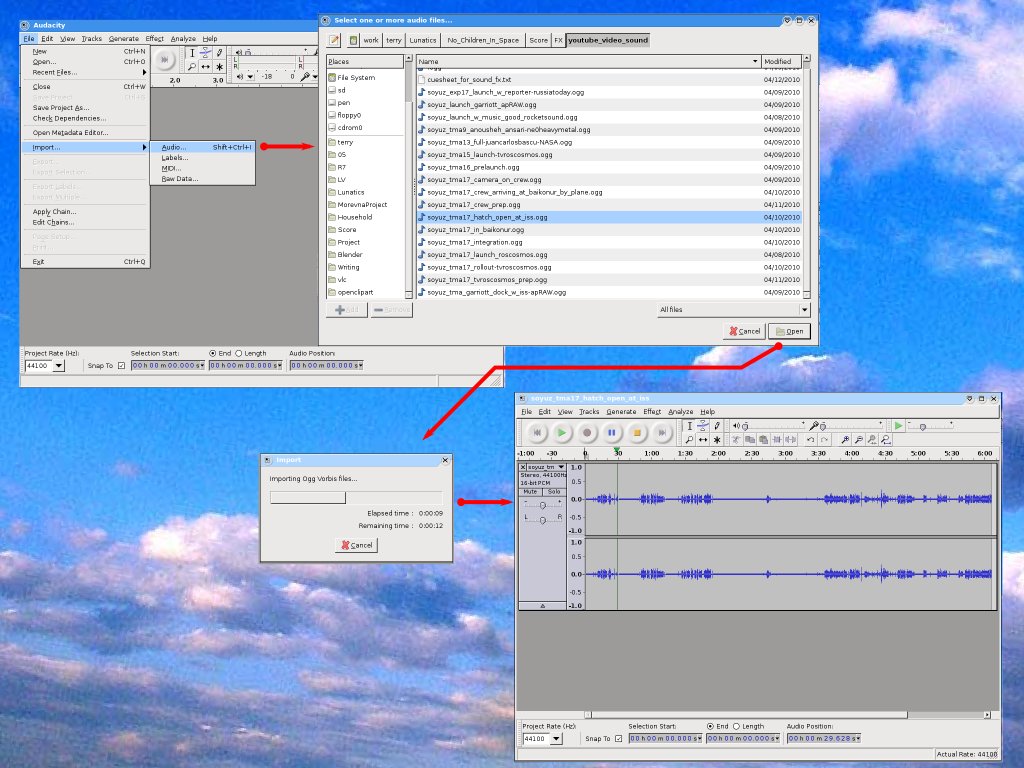 Audacity
File Edit View Tracks Generate Effect Analyze Help
New Ctrl+N
Open... Ctrl+O
Recent Files...
Close Ctrl+W
Save Project Ctrl+S
Save Project As...
Check Dependencies...
Open Metadata Editor...
Import...
Export...
Export Selection...
Export Labels...
Export Multiple...
Apply Chain...
Edit Chains...
Page Setup...
Print...
Exit Ctrl+Q
Audio... Shift+Ctrl+I
Labels...
MIDI...
Raw Data...
L
R
-18 0
2.0 3.0
Project Rate (Hz): Selection Start: End Length Audio Position:
44100 Snap To 00 h 00 m 00.000 s 00 h 00 m 00.000 s 00 h 00 m 00.000 s
Select one or more audio files...
work terry Lunatics No_Children_In_Space Score FX youtube_video_sound
Places
File System
sd
pen
floppy0
cdrom0
terry
OS
R7
LV
Lunatics
MorevnaProject
Household
Score
Project
Blender
Writing
vlc
openclipart
Add Remove
Name Modified
cuesheet_for_sound_fx.txt 04/12/2010
soyuz_exp17_launch_w_reporter-russiatoday.ogg 04/09/2010
soyuz_launch_garriott_apRAW.ogg 04/09/2010
soyuz_launch_w_music_good_rocketsound.ogg 04/08/2010
soyuz_tma9_anousheh_ansari-ne0heavymetal.ogg 04/09/2010
soyuz_tma13_full-juancarlosbascu-NASA.ogg 04/09/2010
soyuz_tma15_launch-tvroscosmos.ogg 04/09/2010
soyuz_tma16_prelaunch.ogg 04/09/2010
soyuz_tma17_camera_on_crew.ogg 04/09/2010
soyuz_tma17_crew_arriving_at_baikonur_by_plane.ogg 04/10/2010
soyuz_tma17_crew_prep.ogg 04/11/2010
soyuz_tma17_hatch_open_at_iss.ogg 04/10/2010
soyuz_tma17_in_baikonur.ogg 04/10/2010
soyuz_tma17_integration.ogg 04/10/2010
soyuz_tma17_launch_roscosmos.ogg 04/08/2010
soyuz_tma17_rollout-tvroscosmos.ogg 04/10/2010
soyuz_tma17_tvroscosmos_prep.ogg 04/11/2010
soyuz_tma_garriott_dock_w_iss-apRAW.ogg 04/09/2010
All files
Cancel Open
Import
Importing Ogg Vorbis files...
Elapsed time : 0:00:09
Remaining time : 0:00:12
Cancel
soyuz_tma17_hatch_open_at_iss
File Edit View Tracks Generate Effect Analyze Help
-1:00 -30 0 30 1:00 1:30 2:00 2:30 3:00 3:30 4:00 4:30 5:00 5:30 6:00
soyuz_tm
Stereo, 44100Hz
16-bit PCM
Mute Solo
- +
L R
1.0
0.5
0.0
-0.5
-1.0
1.0
0.5
0.0
-0.5
-1.0
Project Rate (Hz): Selection Start: End Length Audio Position:
44100 Snap To 00 h 00 m 00.000 s 00 h 00 m 00.000 s 00 h 00 m 29.628 s
Actual Rate: 44100